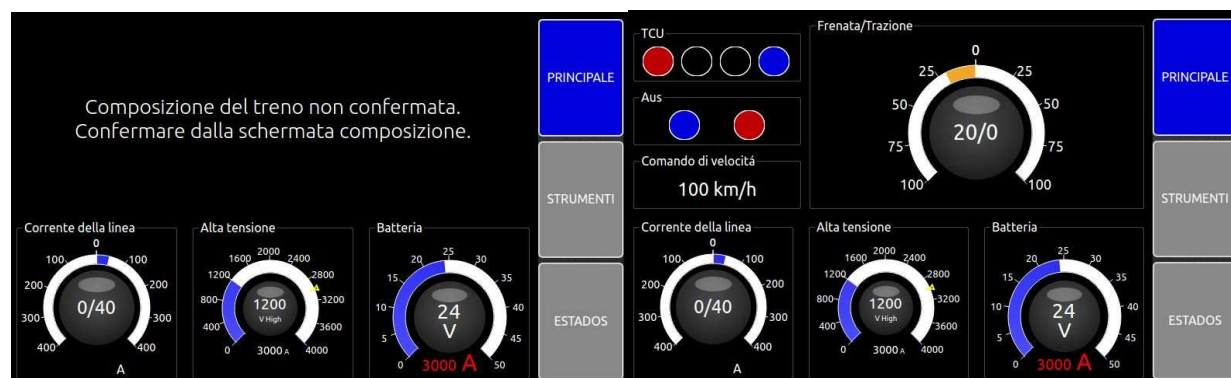 Composizione del treno non confermata.
Confermare dalla schermata composizione.
PRINCIPALE
STRUMENTI
ESTADOS
Corrente della linea
0
100 100
200 200
300 300
400 400
0/40
A
Alta tensione
0 400 800 1200 1600 2000 2400 2800 3200 3600 4000
1200
V High
3000 A
Batteria
0 5 10 15 20 25 30 35 40 45 50
24
V
3000 A
TCU
Aus
Comando di velocitá
100 km/h
Frenata/Trazione
0
25 25
50 50
75 75
100 100
20/0
PRINCIPALE
STRUMENTI
ESTADOS
Corrente della linea
0
100 100
200 200
300 300
400 400
0/40
A
Alta tensione
0 400 800 1200 1600 2000 2400 2800 3200 3600 4000
1200
V High
3000 A
Batteria
0 5 10 15 20 25 30 35 40 45 50
24
V
3000 A